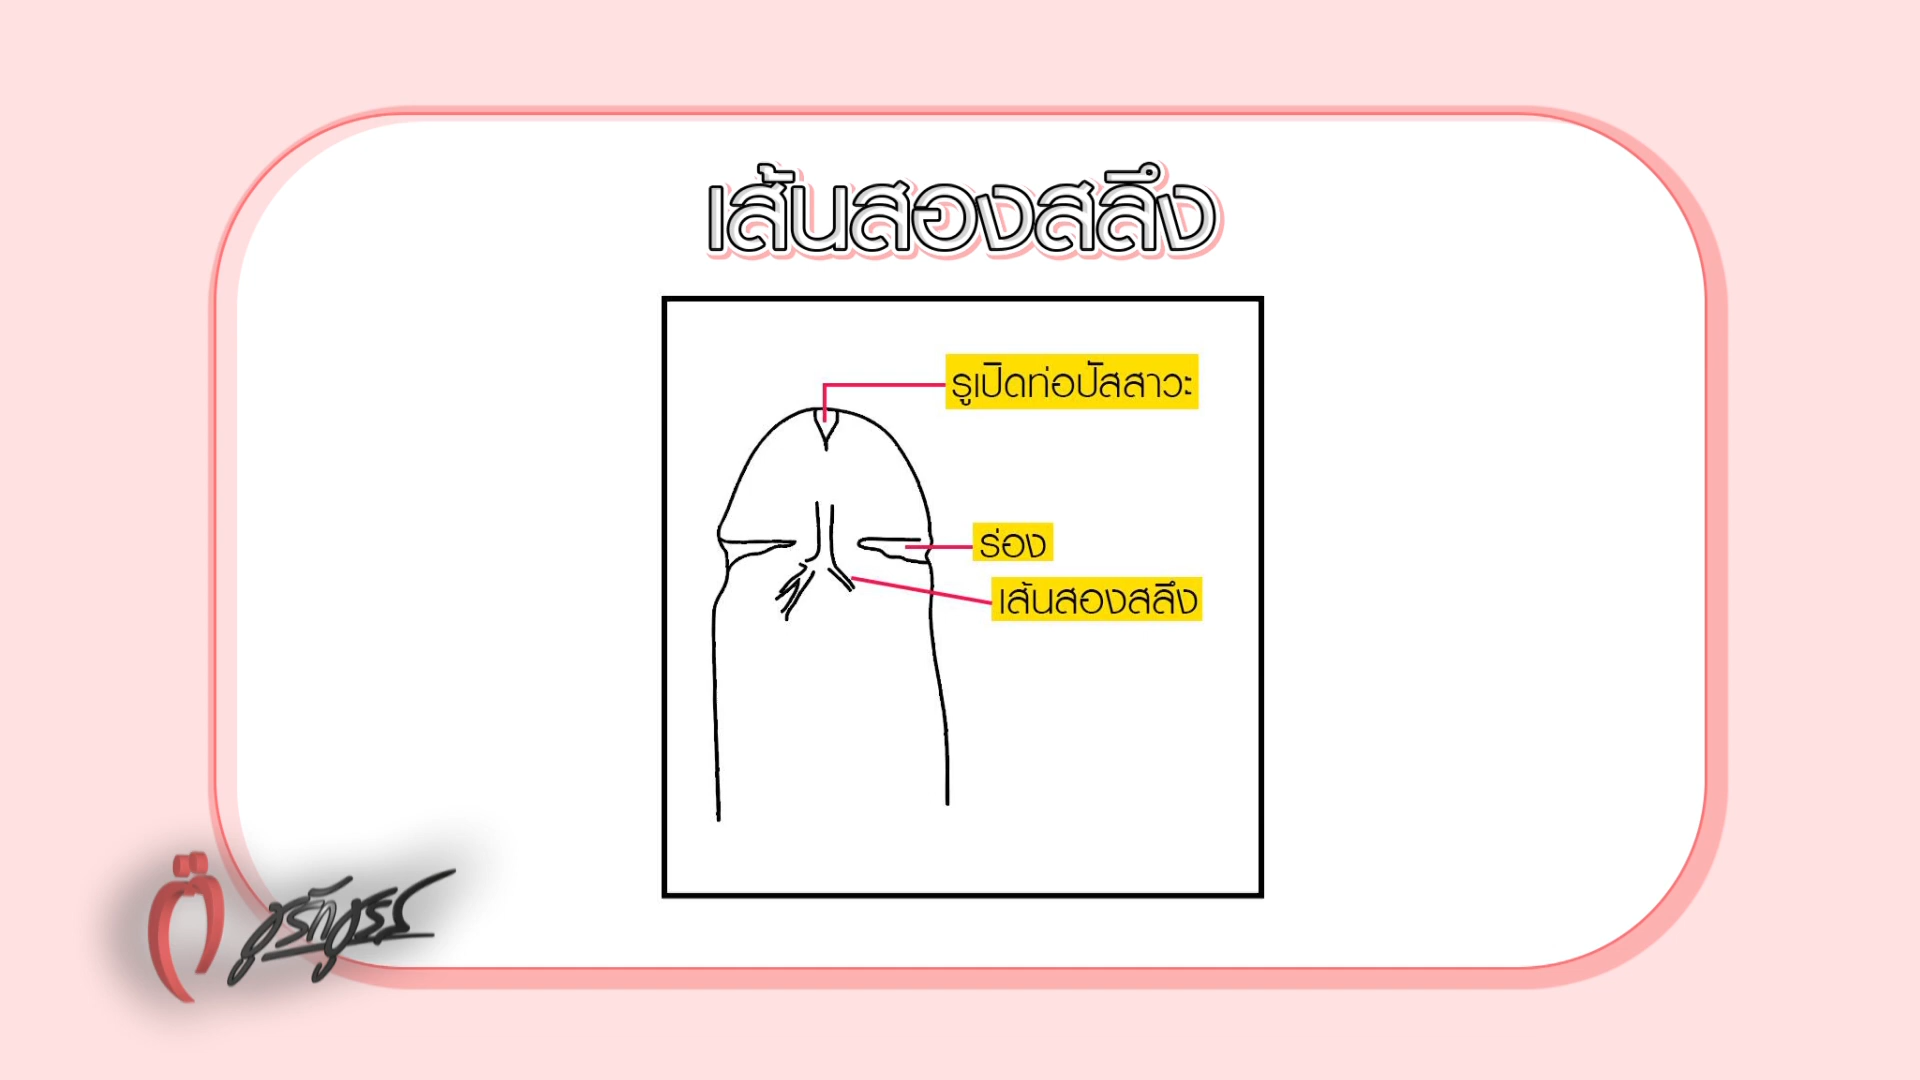 เส้นสองสลึง
รูเปิดท่อปัสสาวะ
ร่อง
เส้นสองสลึง